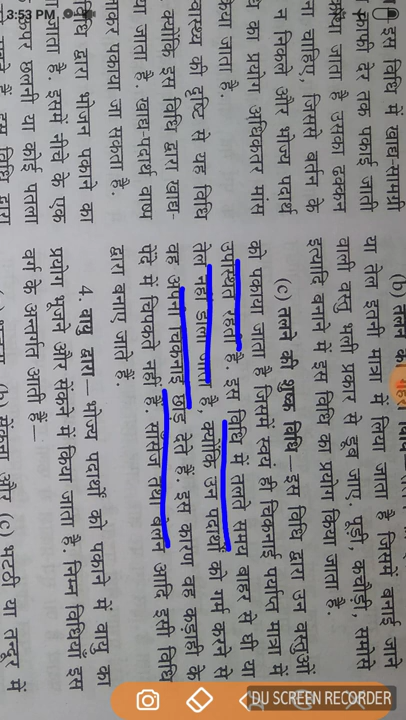 3:53 PM
इस विधि में खाद्य-सामग्री
काफी देर तक पकाई जाती
जाता है उसका ढक्कन
चाहिए, जिससे बर्तन के
न निकले और भोज्य पदार्थ
का प्रयोग अधिकतर मांस
किया जाता है.
वास्थ्य की दृष्टि से यह विधि
क्योंकि इस विधि द्वारा खाद्य-
या जाता है. खाद्य-पदार्थ वाष्प
नाकर पकाया जा सकता है.
विधि द्वारा भोजन पकाने का
जाता है. इसमें नीचे के एक
ऊपर छलनी या कोई पतला
इस विधि द्वारा
(b) तलने की गहरी
या तेल इतनी मात्रा में लिया जाता है जिसमें बनाई जाने
वाली वस्तु भली प्रकार से डूब जाए. पूड़ी, कचौड़ी, समोसे
इत्यादि बनाने में इस विधि का प्रयोग किया जाता है.
(c) तलने की शुष्क विधि—इस विधि द्वारा उन वस्तुओं
को पकाया जाता है जिसमें स्वयं ही चिकनाई पर्याप्त मात्रा में
उपस्थित रहती है. इस विधि में तलते समय बाहर से घी या
तेल नहीं डाला जाता है, क्योंकि उन पदार्थों को गर्म करने से
वह अपनी चिकनाई छोड़ देते हैं. इस कारण वह कड़ाही के
पेंदे में चिपकते नहीं हैं. सॉसेज तथा बेकन आदि इसी विधि
द्वारा बनाए जाते हैं.
4. वायु द्वारा—भोज्य पदार्थों को पकाने में वायु का
प्रयोग भूनने और सेंकने में किया जाता है. निम्न विधियाँ इस
वर्ग के अन्तर्गत आती हैं—
(b) सेंकना और (c) भट्ठी या तन्दूर में
DU SCREEN RECORDER